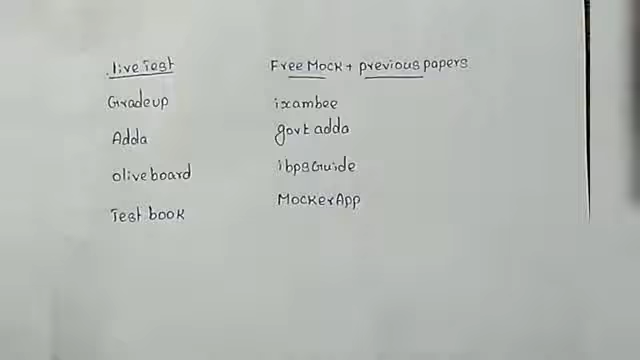 .live Test
Gradeup
Adda
oliveboard
Test book
Free Mock + previous papers
ixambee
govt adda
ibpsGuide
MockerApp